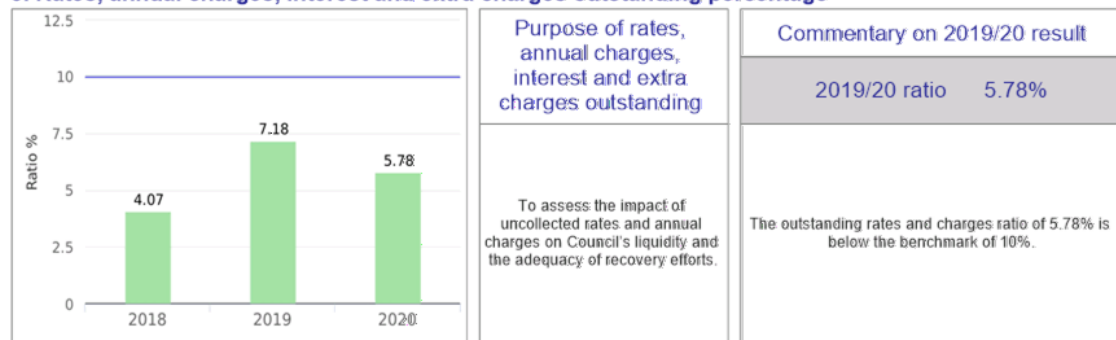 12.5
10
7.5
5
2.5
0
Ratio %
4.07
7.18
5.78
2018
2019
2020
Purpose of rates,
annual charges,
interest and extra
charges outstanding
To assess the impact of
uncollected rates and annual
charges on Council's liquidity and
the adequacy of recovery efforts.
Commentary on 2019/20 result
2019/20 ratio 5.78%
The outstanding rates and charges ratio of 5.78% is
below the benchmark of 10%.